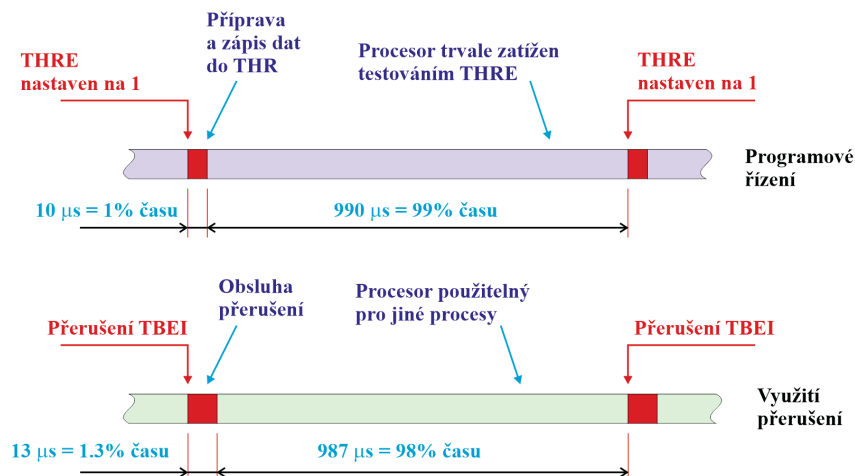 Příprava
a zápis dat
do THR
THRE
nastaven na 1
Procesor trvale zatížen
testováním THRE
THRE
nastaven na 1
Programové
řízení
10 µs = 1% času
990 µs = 99% času
Obsluha
přerušení
Procesor použitelný
pro jiné procesy
Přerušení TBEI
Přerušení TBEI
Využití
přerušení
13 µs = 1.3% času
987 µs = 98% času